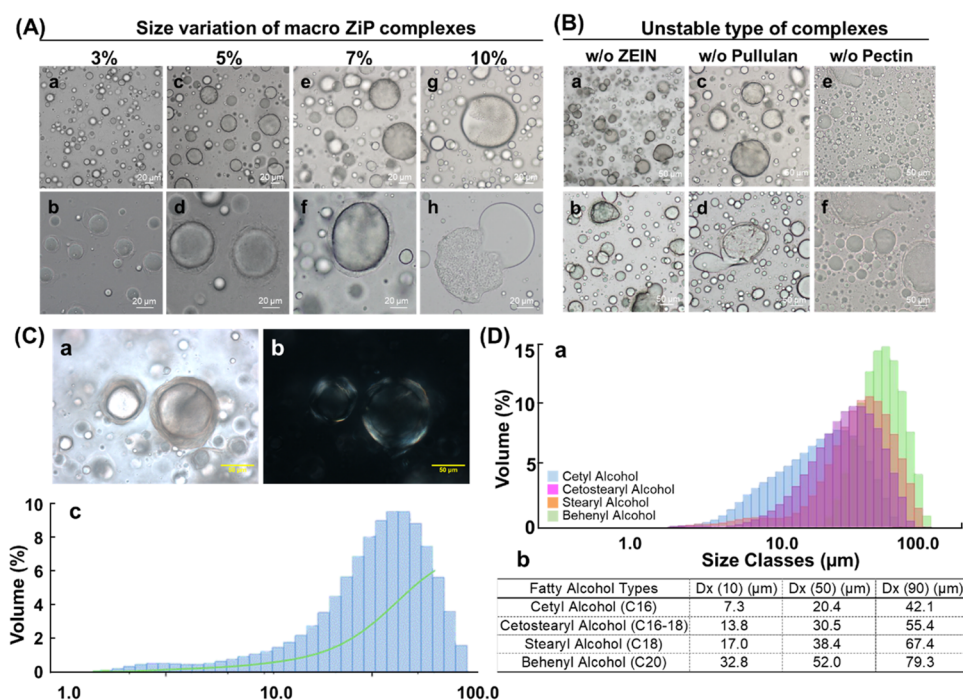 (A) Size variation of macro ZiP complexes
3% 5% 7% 10%
a c e g
20 μm 20 μm 20 μm 20 μm
b d f h
20 μm 20 μm 20 μm 20 μm
(B) Unstable type of complexes
w/o ZEIN w/o Pullulan w/o Pectin
a c e
50 μm 50 μm 50 μm
b d f
50 μm 50 μm 50 μm
(C)
a b
50 μm
c
Volume (%)
10
8
6
4
2
0
1.0 10.0 100.0
(D)
a
Volume (%)
15
10
5
0
Cetyl Alcohol
Cetostearyl Alcohol
Stearyl Alcohol
Behenyl Alcohol
1.0 10.0 100.0
Size Classes (μm)
b
Fatty Alcohol Types Dx (10) (μm) Dx (50) (μm) Dx (90) (μm)
Cetyl Alcohol (C16) 7.3 20.4 42.1
Cetostearyl Alcohol (C16-18) 13.8 30.5 55.4
Stearyl Alcohol (C18) 17.0 38.4 67.4
Behenyl Alcohol (C20) 32.8 52.0 79.3